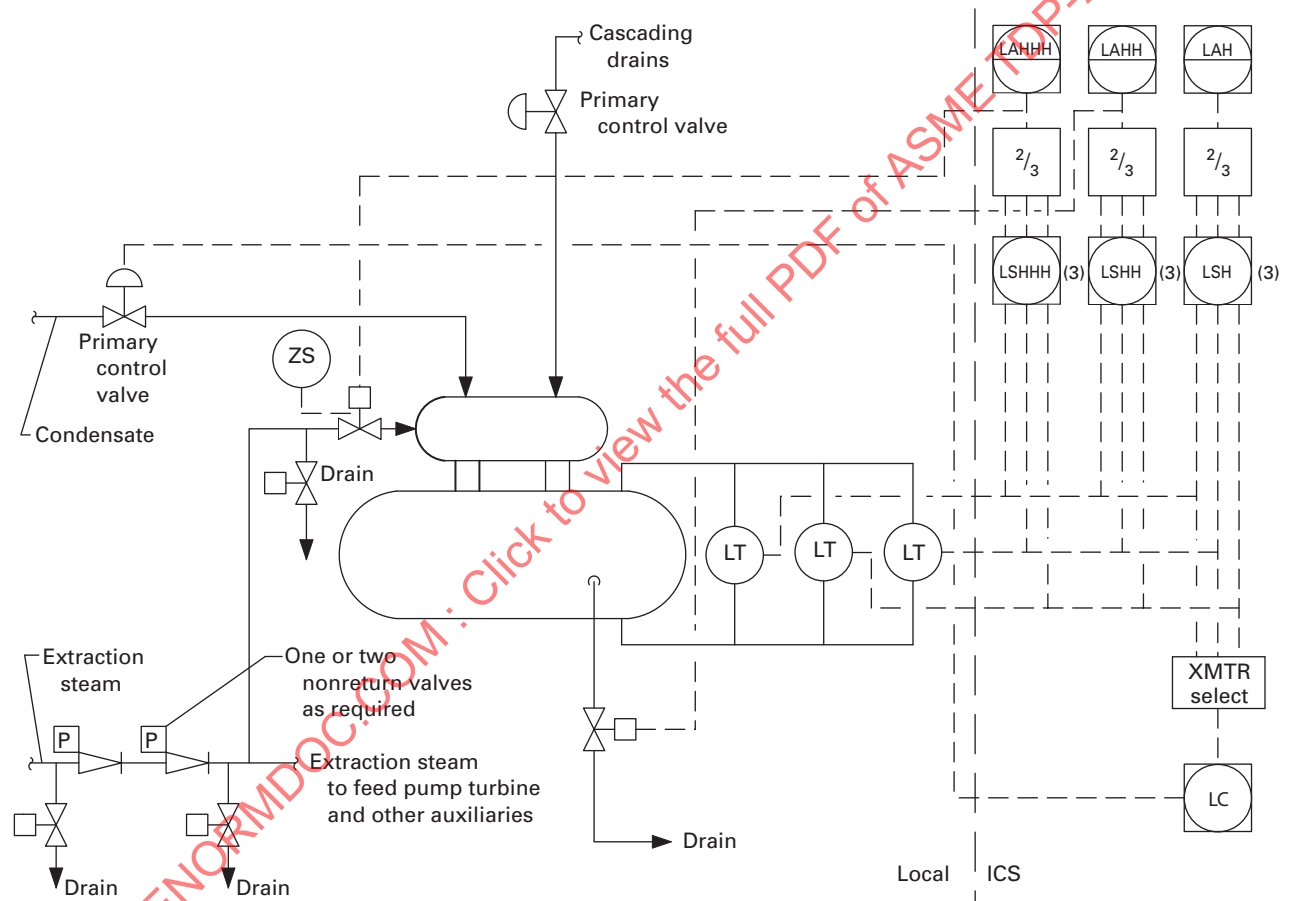 Cascading
drains
Primary
control valve
LAHHH
LAHH
LAH
2/3
2/3
2/3
LSHHH
(3)
LSHH
(3)
LSH
(3)
Primary
control
valve
Condensate
ZS
Drain
LT
LT
LT
Extraction
steam
One or two
nonreturn valves
as required
P
P
Extraction steam
to feed pump turbine
and other auxiliaries
XMTR
select
LC
Drain
Drain
Drain
Local
ICS
ENORMDOC.COM : Click to view the full PDF of ASME TDP-